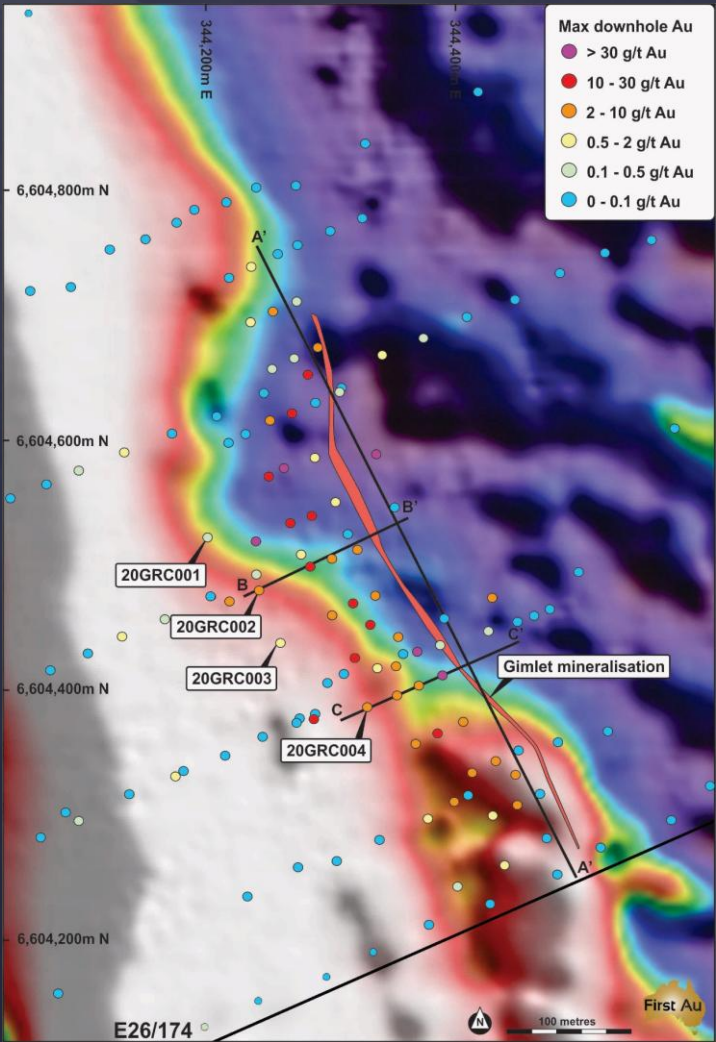 344,200m E
344,400m E
Max downhole Au
> 30 g/t Au
10 - 30 g/t Au
2 - 10 g/t Au
0.5 - 2 g/t Au
0.1 - 0.5 g/t Au
0 - 0.1 g/t Au
6,604,800m N
A'
6,604,600m N
B'
20GRC001
B
20GRC002
C'
20GRC003
Gimlet mineralisation
6,604,400m N
C
20GRC004
A'
6,604,200m N
First Au
N
100 metres
E26/174